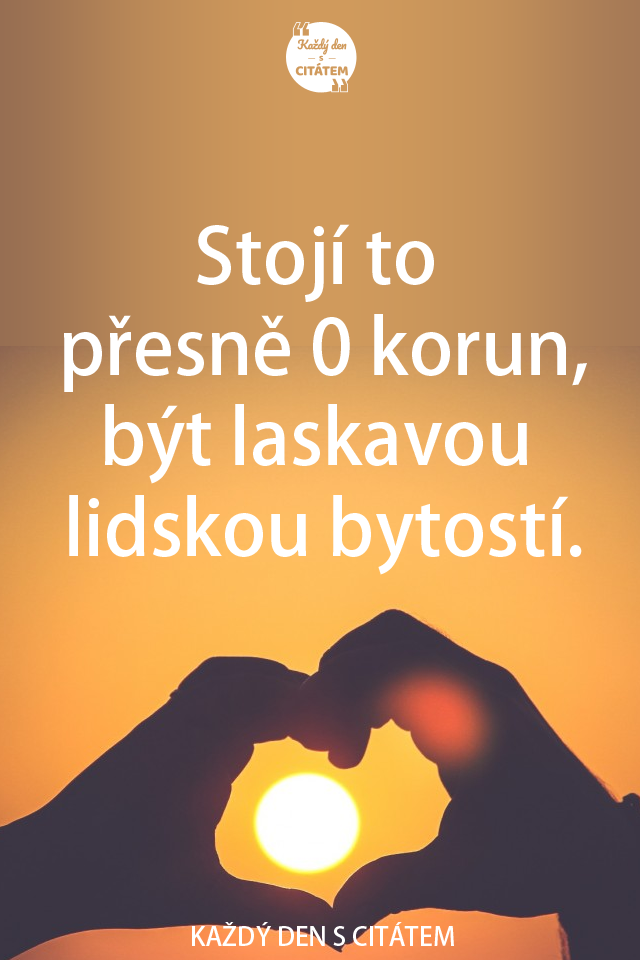 Každý den
s
CITÁTEM
Stojí to
přesně 0 korun,
být laskavou
lidskou bytostí.
KAŽDÝ DEN S CITÁTEM